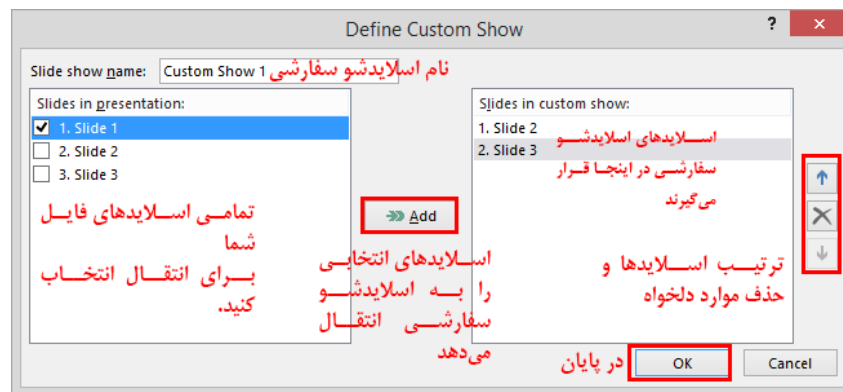 Define Custom Show
?
×
Slide show name: Custom Show 1 نام اسلایدشو سفارشی
Slides in presentation:
1. Slide 1
2. Slide 2
3. Slide 3
تمامی اسلایدهای فایل
شما
برای انتقال انتخاب
کنید.
Add
اسلایدهای انتخابی
را به اسلایدشو
سفارشی انتقال
می‌دهد
Slides in custom show:
1. Slide 2
2. Slide 3
اسلایدهای اسلایدشو
سفارشی در اینجا قرار
می‌گیرند
ترتیب اسلایدها و
حذف موارد دلخواه
در پایان
OK
Cancel